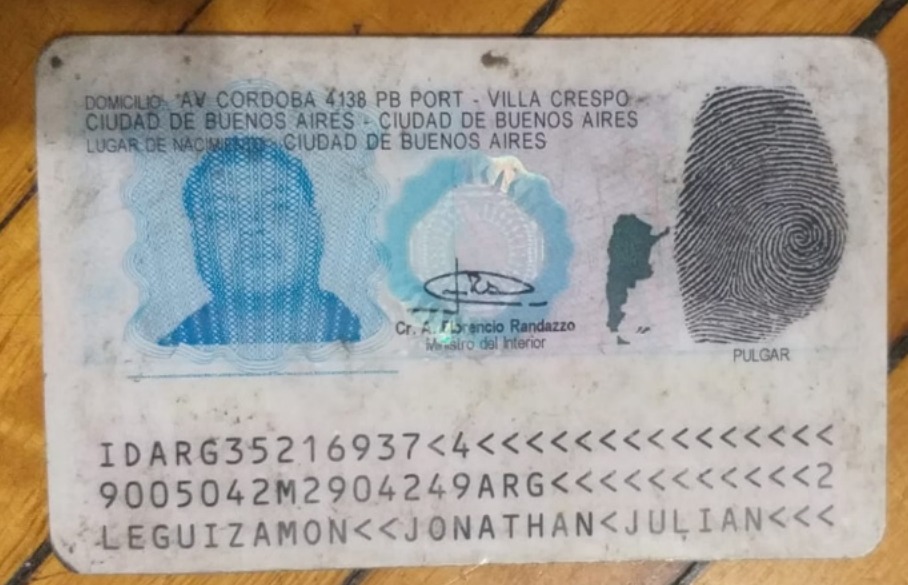 DOMICILIO: AV CORDOBA 4138 PB PORT - VILLA CRESPO -
CIUDAD DE BUENOS AIRES - CIUDAD DE BUENOS AIRES
LUGAR DE NACIMIENTO: CIUDAD DE BUENOS AIRES
Cr. A. Florencio Randazzo
Ministro del Interior
PULGAR
IDARG35216937<4<<<<<<<<<<<<<<<
9005042M2904249ARG<<<<<<<<<<<2
LEGUIZAMON<<JONATHAN<JULIAN<<<